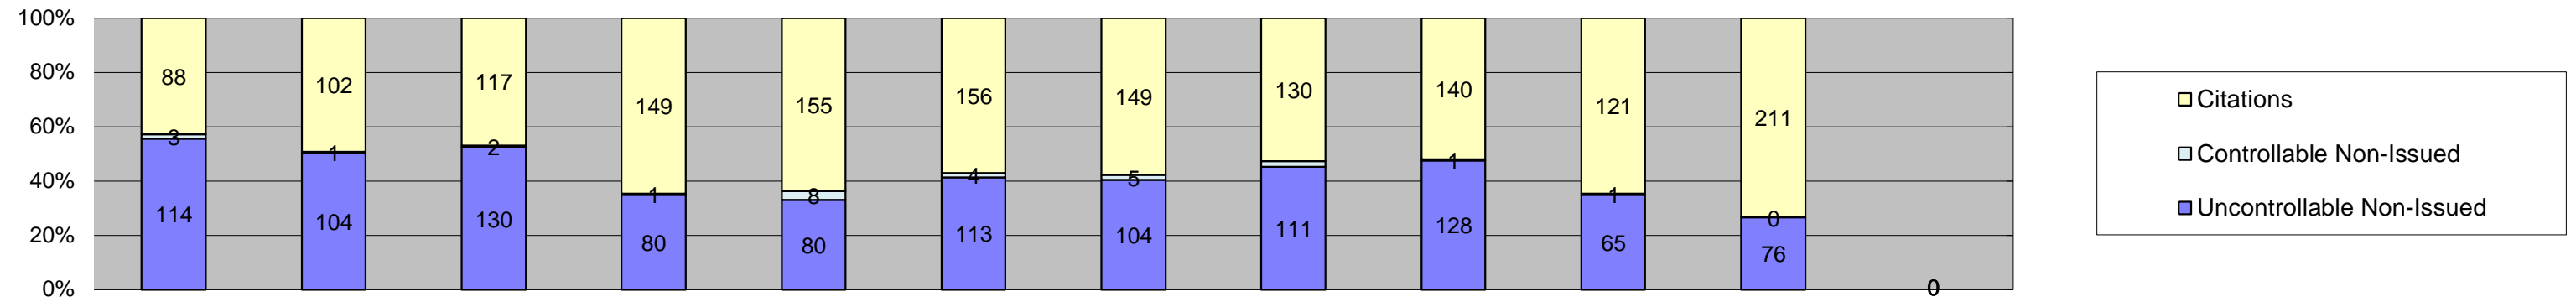 100%
80%
60%
40%
20%
0%
88 102 117 149 155 156 149 130 140 121 211
3 1 2 1 8 4 5 1 1 0
114 104 130 80 80 113 104 111 128 65 76 0
Citations
Controllable Non-Issued
Uncontrollable Non-Issued